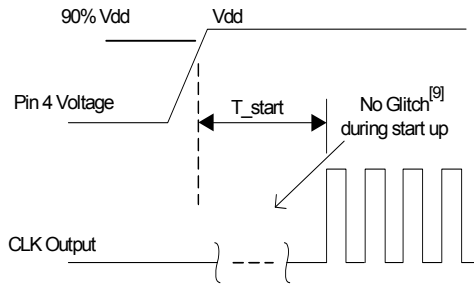 90% Vdd
Vdd
Pin 4 Voltage
T_start
No Glitch[9]
during start up
CLK Output